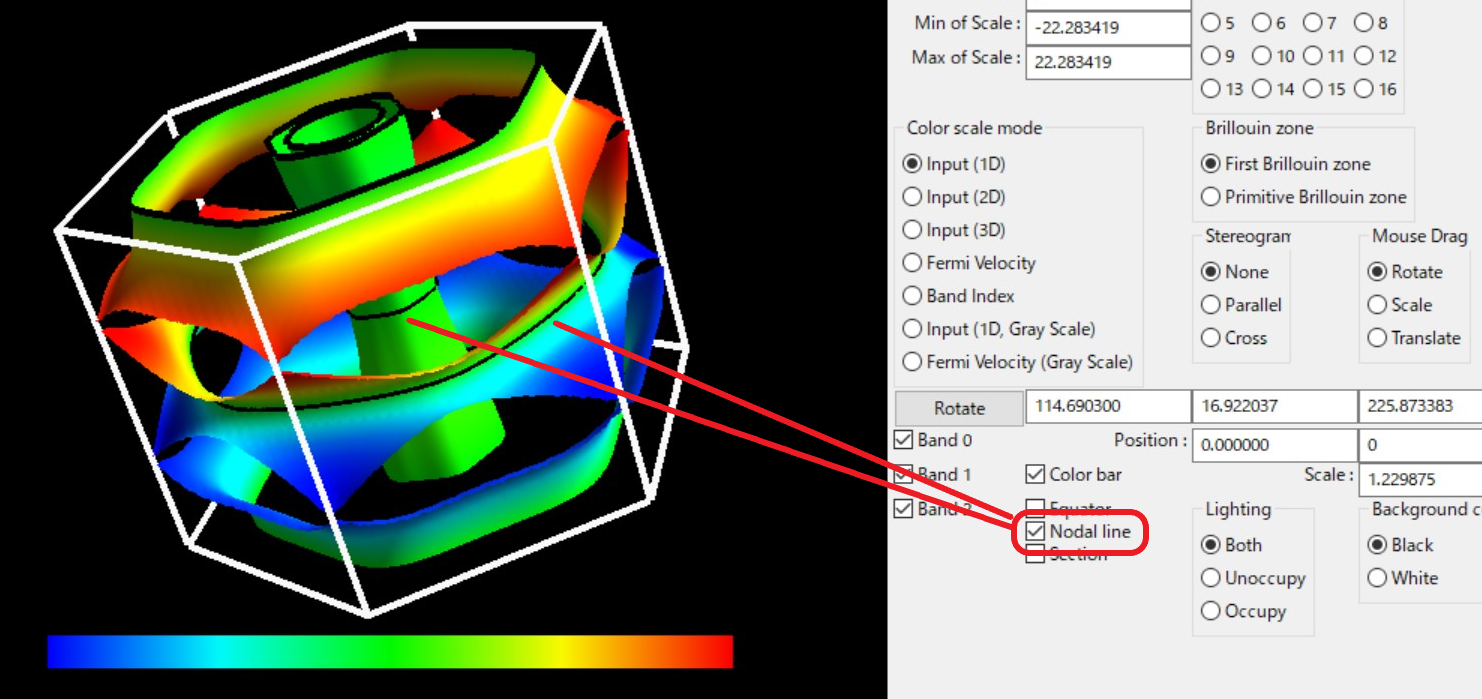 Min of Scale : -22.283419
Max of Scale : 22.283419
5 6 7 8
9 10 11 12
13 14 15 16
Color scale mode
Input (1D)
Input (2D)
Input (3D)
Fermi Velocity
Band Index
Input (1D, Gray Scale)
Fermi Velocity (Gray Scale)
Brillouin zone
First Brillouin zone
Primitive Brillouin zone
Stereogram
None
Parallel
Cross
Mouse Drag
Rotate
Scale
Translate
Rotate 114.690300 16.922037 225.873383
Band 0
Position : 0.000000 0
Band 1
Color bar
Scale : 1.229875
Band 2
Equator
Nodal line
Section
Lighting
Both
Unoccupy
Occupy
Background c
Black
White